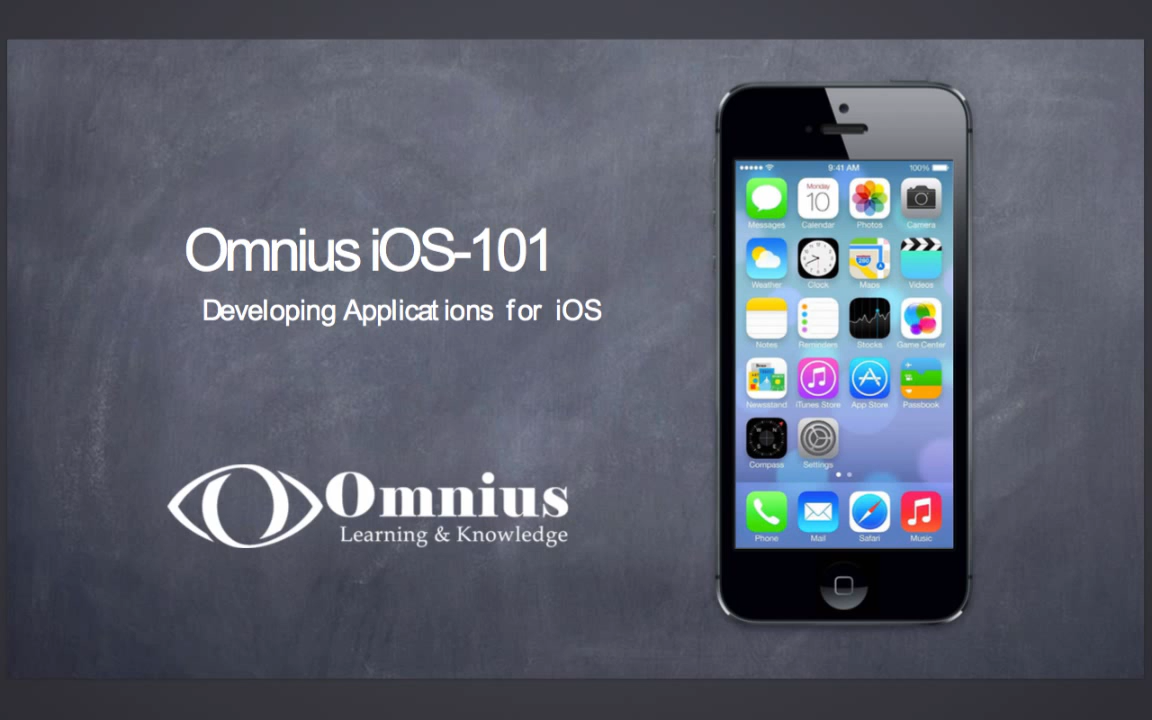 Omnius iOS-101
Developing Applications for iOS
Omnius
Learning & Knowledge
9:41 AM 100%
Monday
10
Messages Calendar Photos Camera
280
Weather Clock Maps Videos
Notes Reminders Stocks Game Center
Newsstand iTunes Store App Store Passbook
Compass Settings
Phone Mail Safari Music